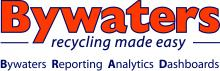 Bywaters
recycling made easy
Bywaters Reporting Analytics Dashboards